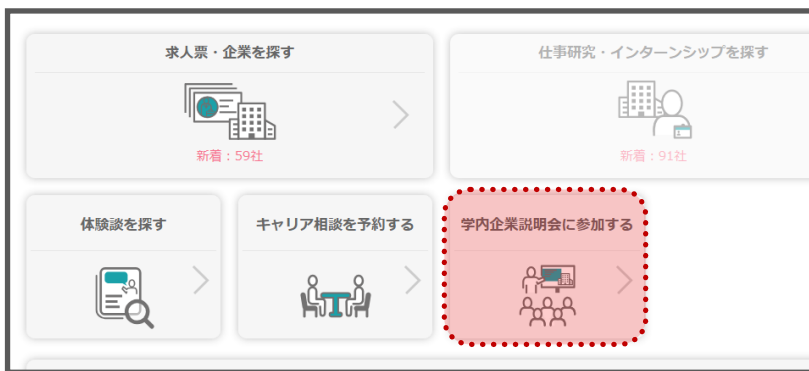 求人票・企業を探す
仕事研究・インターンシップを探す
新着：59社
新着：91社
体験談を探す
キャリア相談を予約する
学内企業説明会に参加する